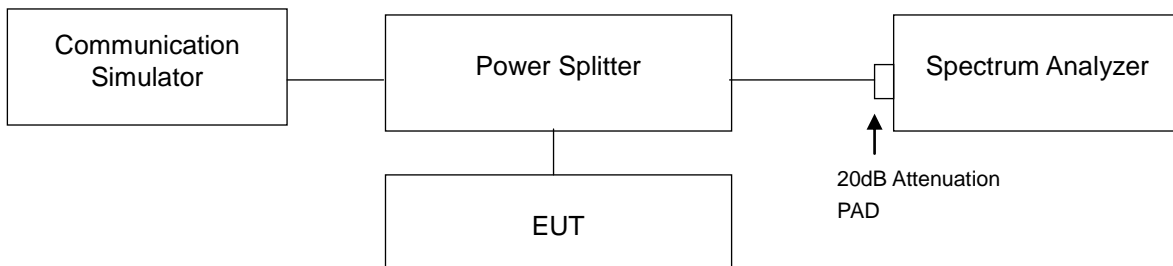 Communication
Simulator
Power Splitter
Spectrum Analyzer
20dB Attenuation
PAD
EUT